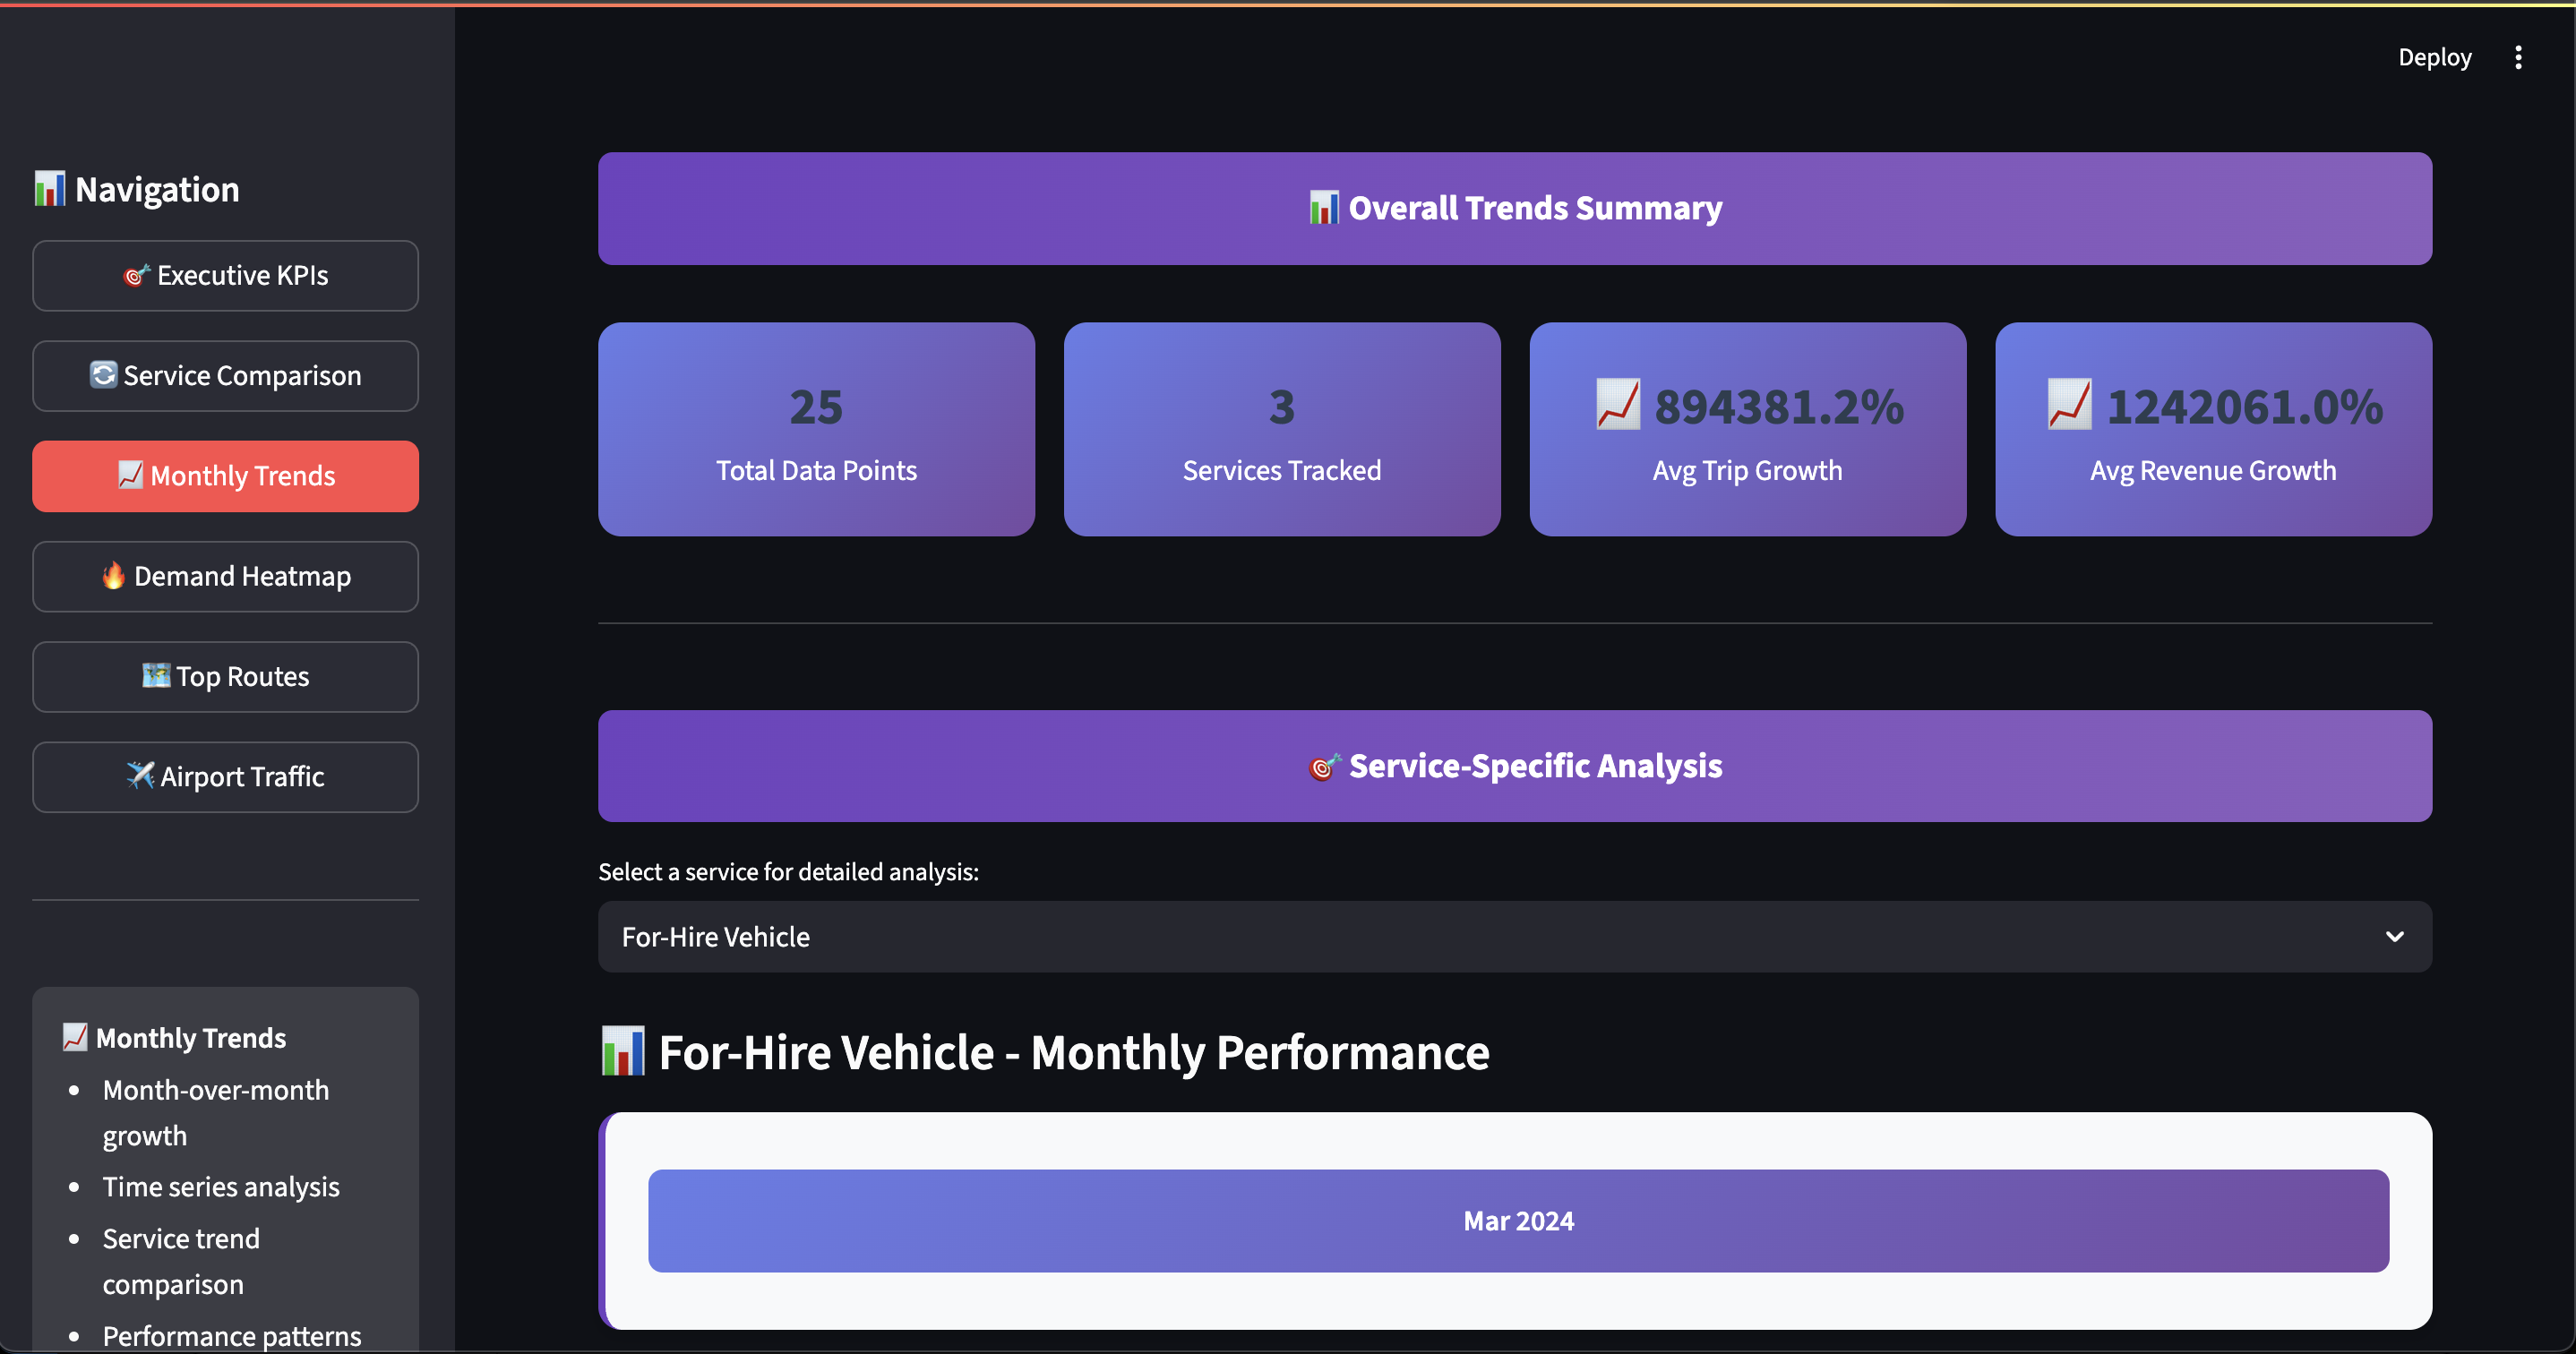 Deploy
📊 Navigation
🎯 Executive KPIs
🔄 Service Comparison
📈 Monthly Trends
🔥 Demand Heatmap
🗺️ Top Routes
✈️ Airport Traffic
📈 Monthly Trends
• Month-over-month
growth
• Time series analysis
• Service trend
comparison
• Performance patterns
📊 Overall Trends Summary
25
Total Data Points
3
Services Tracked
📈 894381.2%
Avg Trip Growth
📈 1242061.0%
Avg Revenue Growth
🎯 Service-Specific Analysis
Select a service for detailed analysis:
For-Hire Vehicle
📊 For-Hire Vehicle - Monthly Performance
Mar 2024